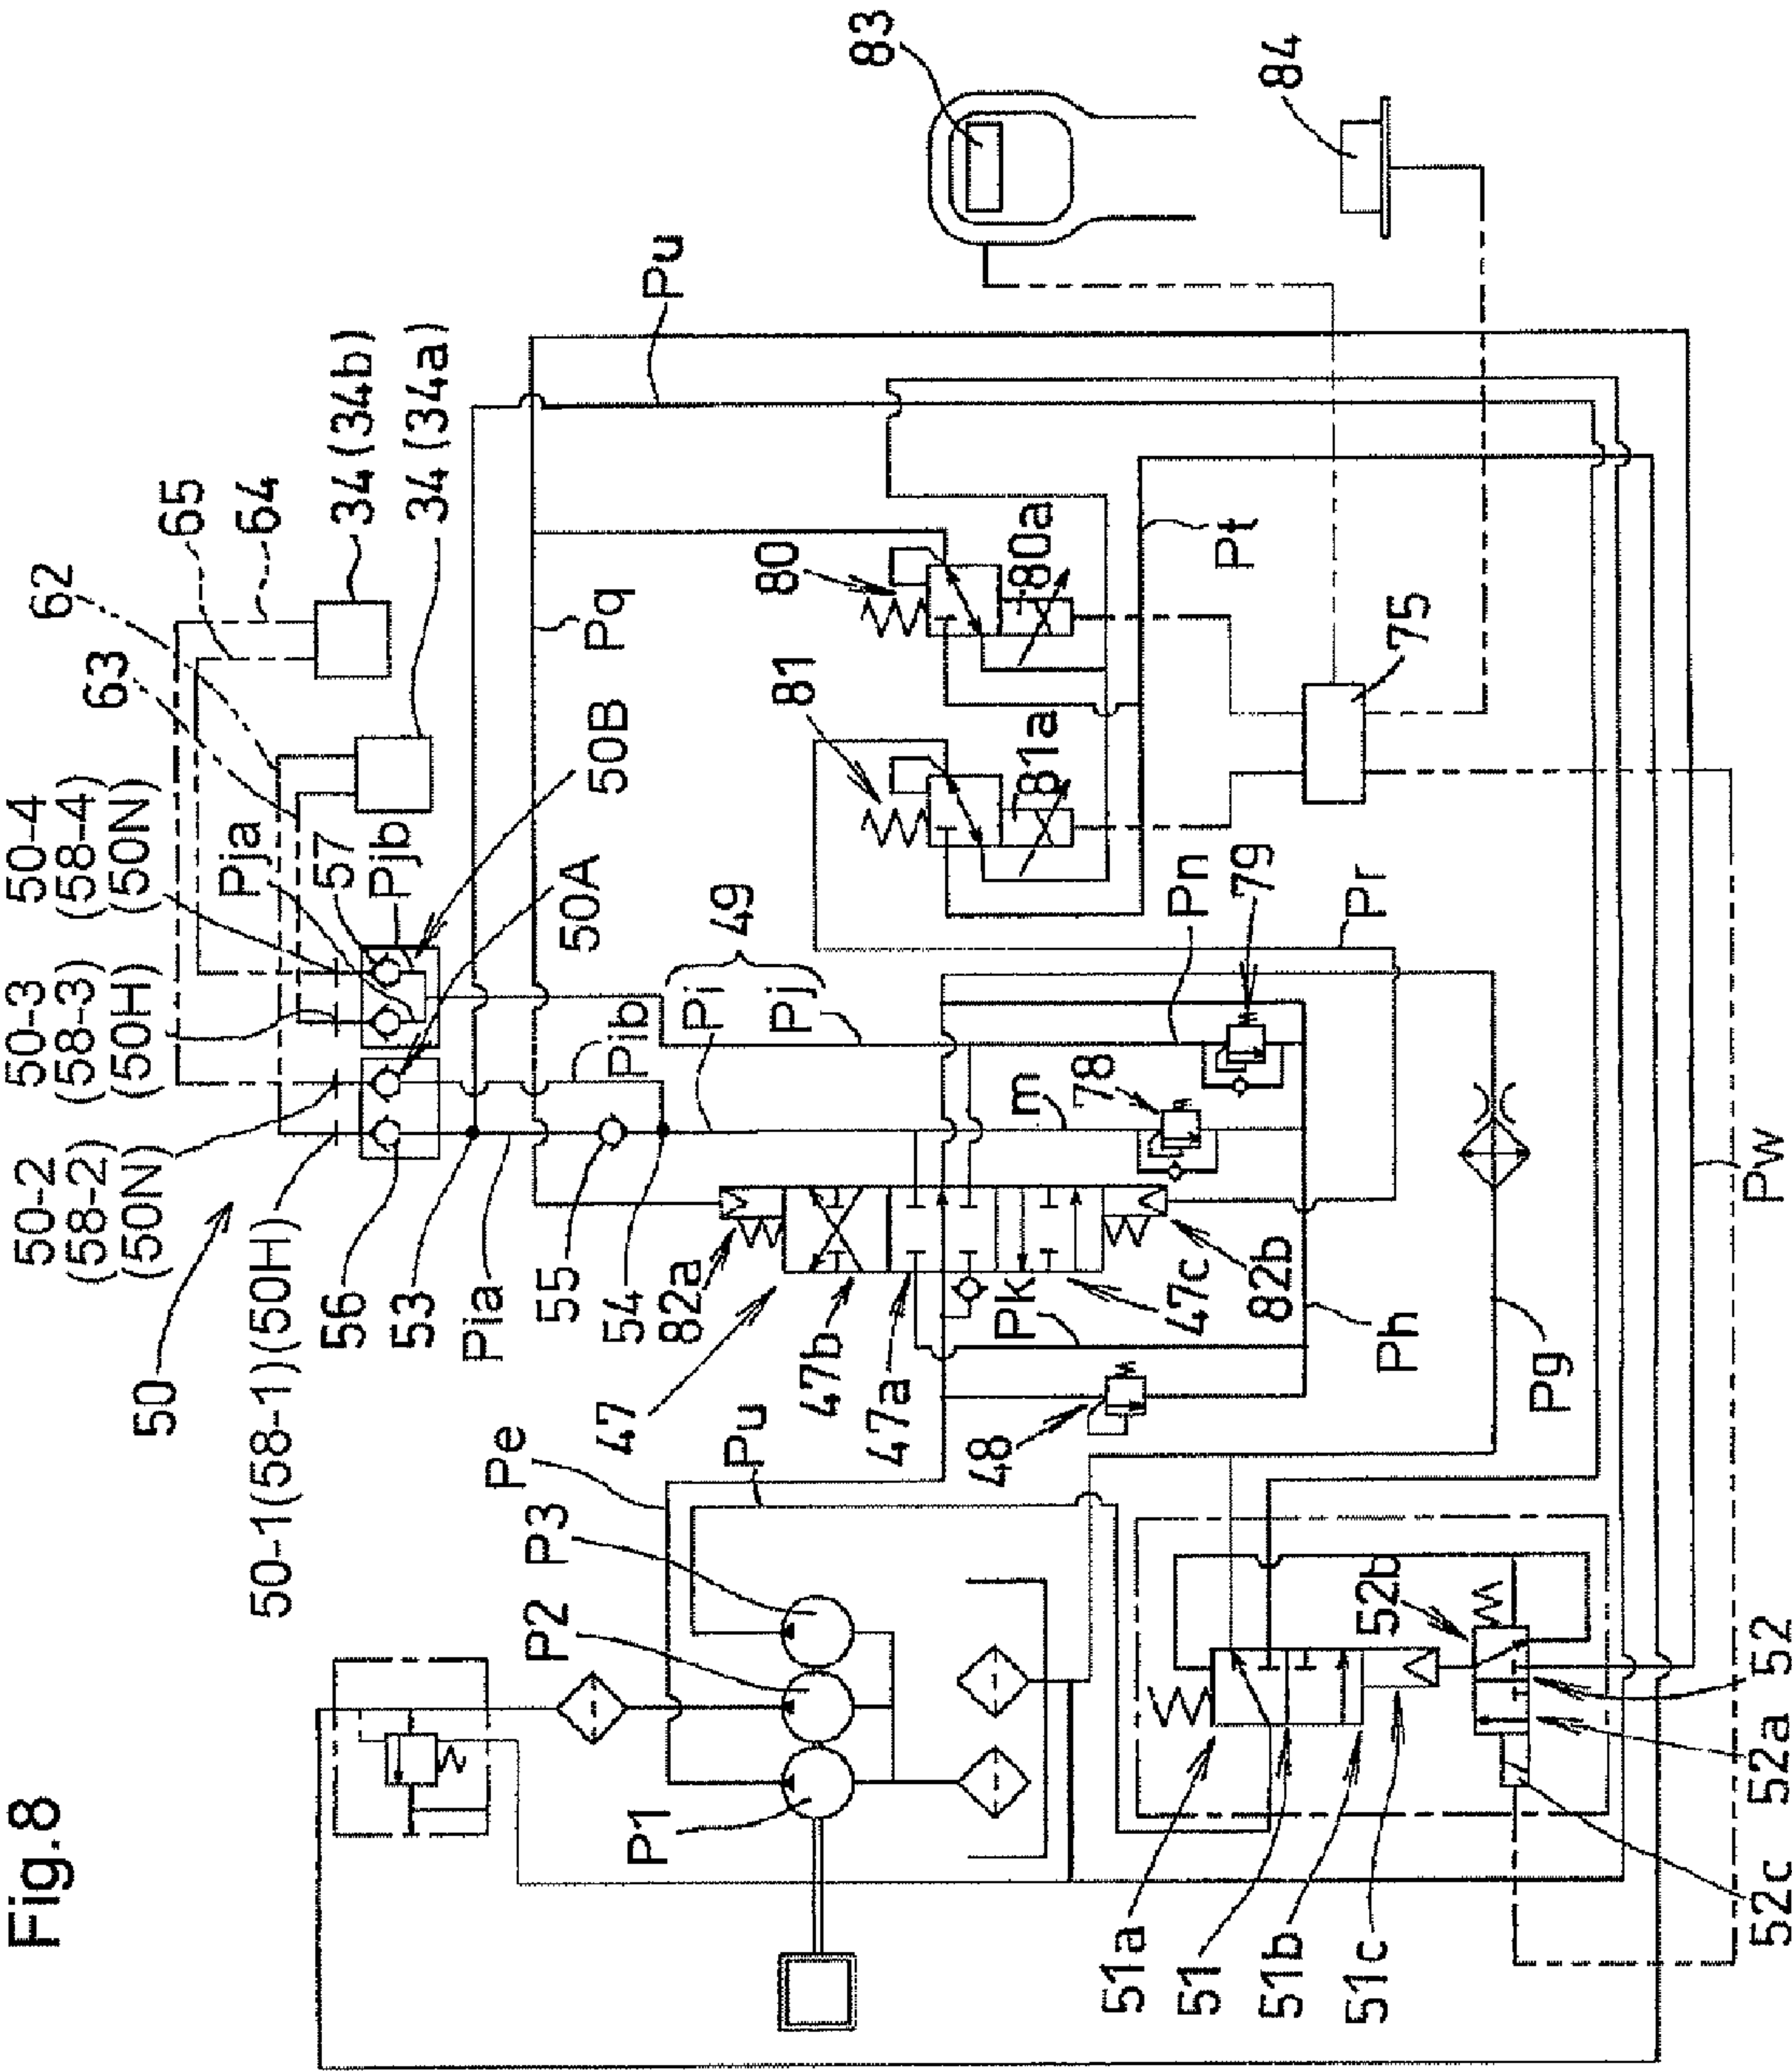 Fig.8
50
50-1(58-1)(50H)
50-2
(58-2)
(50N)
50-3
(58-3)
(50H)
50-4
(58-4)
(50N)
Pja
57
Pjb
63
62
65
64
34(34b)
34(34a)
50B
50A
56
53
Pia
55
54
Pib
Pi
Pj
49
Pq
Pu
82a
47
47b
47a
Pk
47c
82b
m
78
Pn
79
Pr
81
81a
80
80a
Pt
83
84
75
Pe
Pu
P3
P2
P1
48
Ph
Pg
Pw
51a
51
51b
51c
52b
52
52a
52c